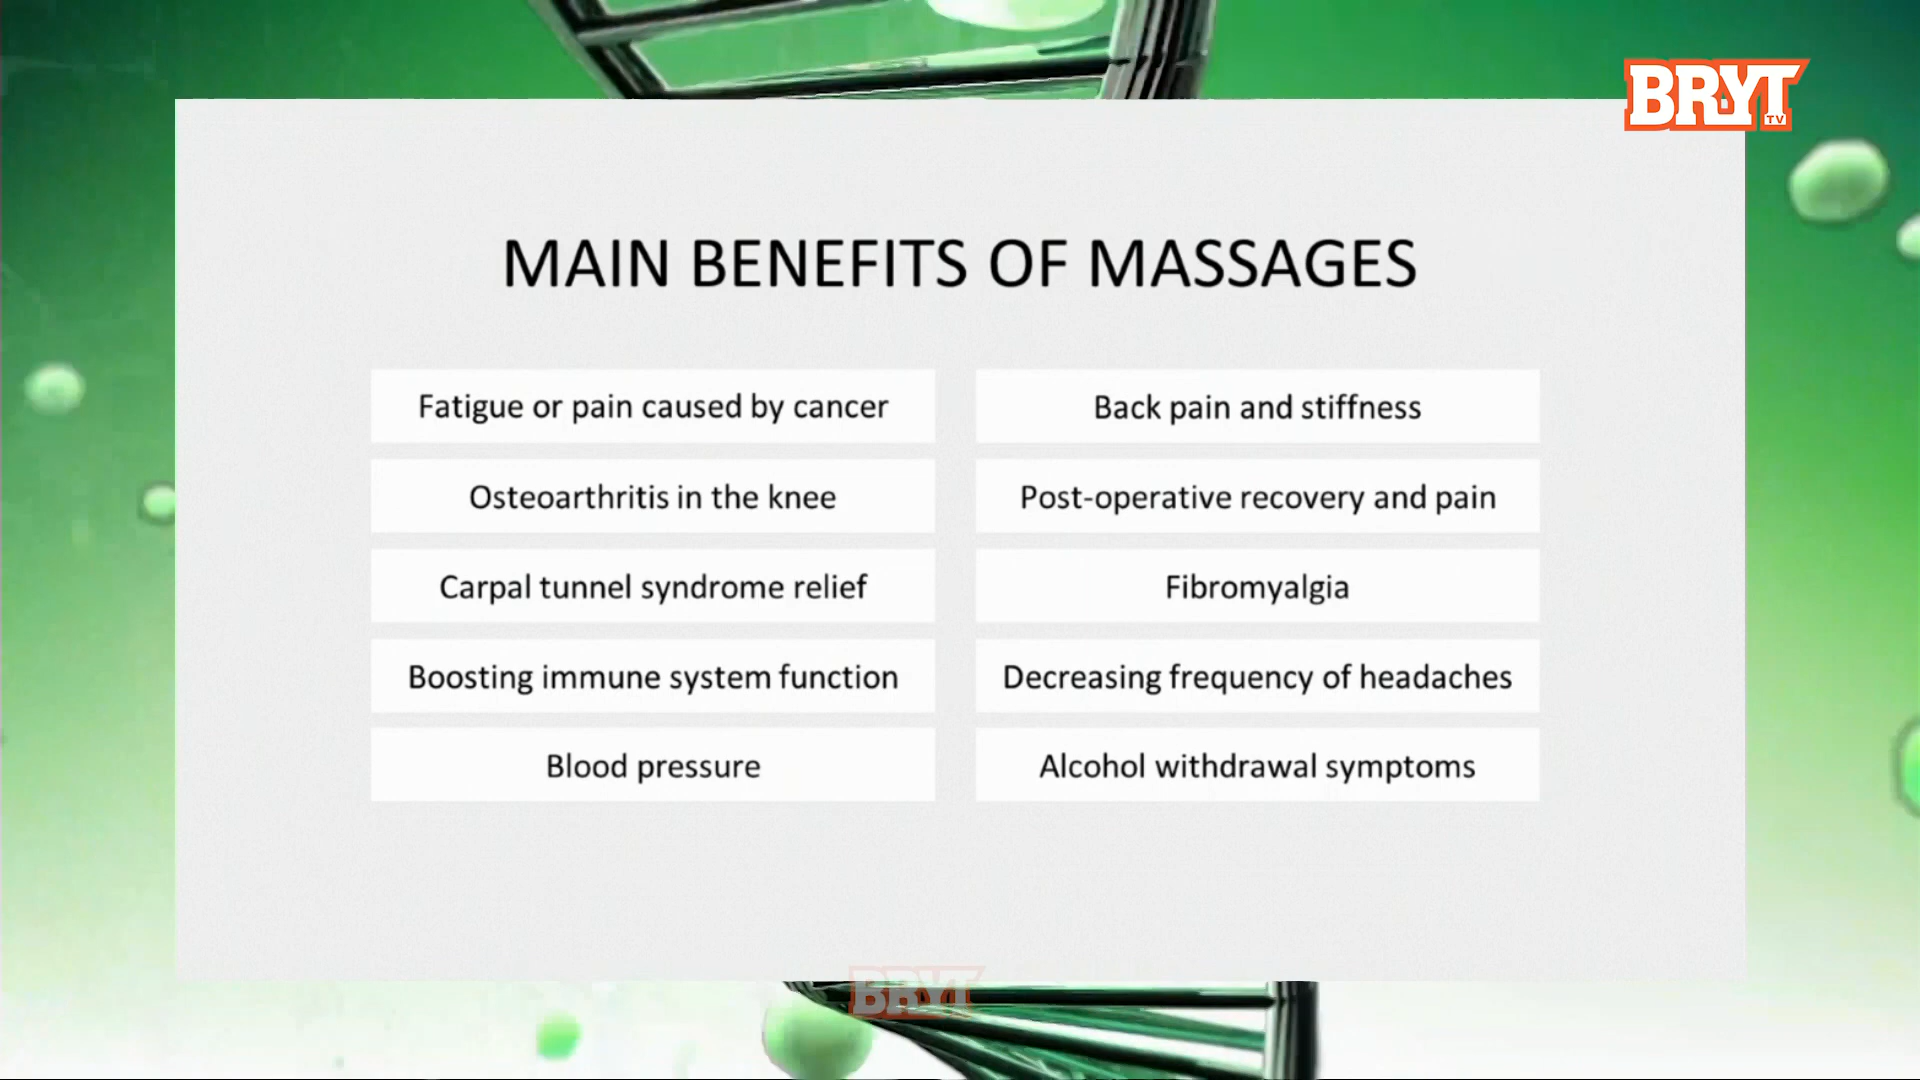 BRYT
TV
MAIN BENEFITS OF MASSAGES
Fatigue or pain caused by cancer
Back pain and stiffness
Osteoarthritis in the knee
Post-operative recovery and pain
Carpal tunnel syndrome relief
Fibromyalgia
Boosting immune system function
Decreasing frequency of headaches
Blood pressure
Alcohol withdrawal symptoms
BRYT